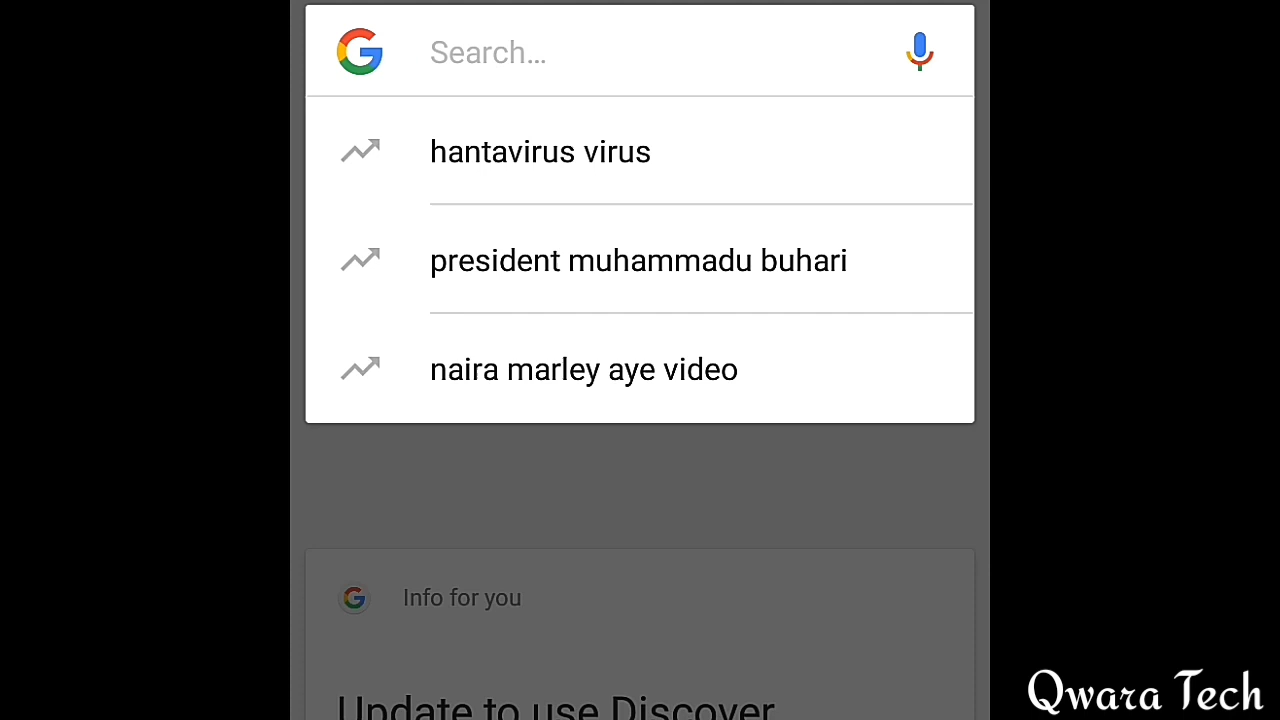 Search...
hantavirus virus
president muhammadu buhari
naira marley aye video
Info for you
Update to use Discover
Qwara Tech